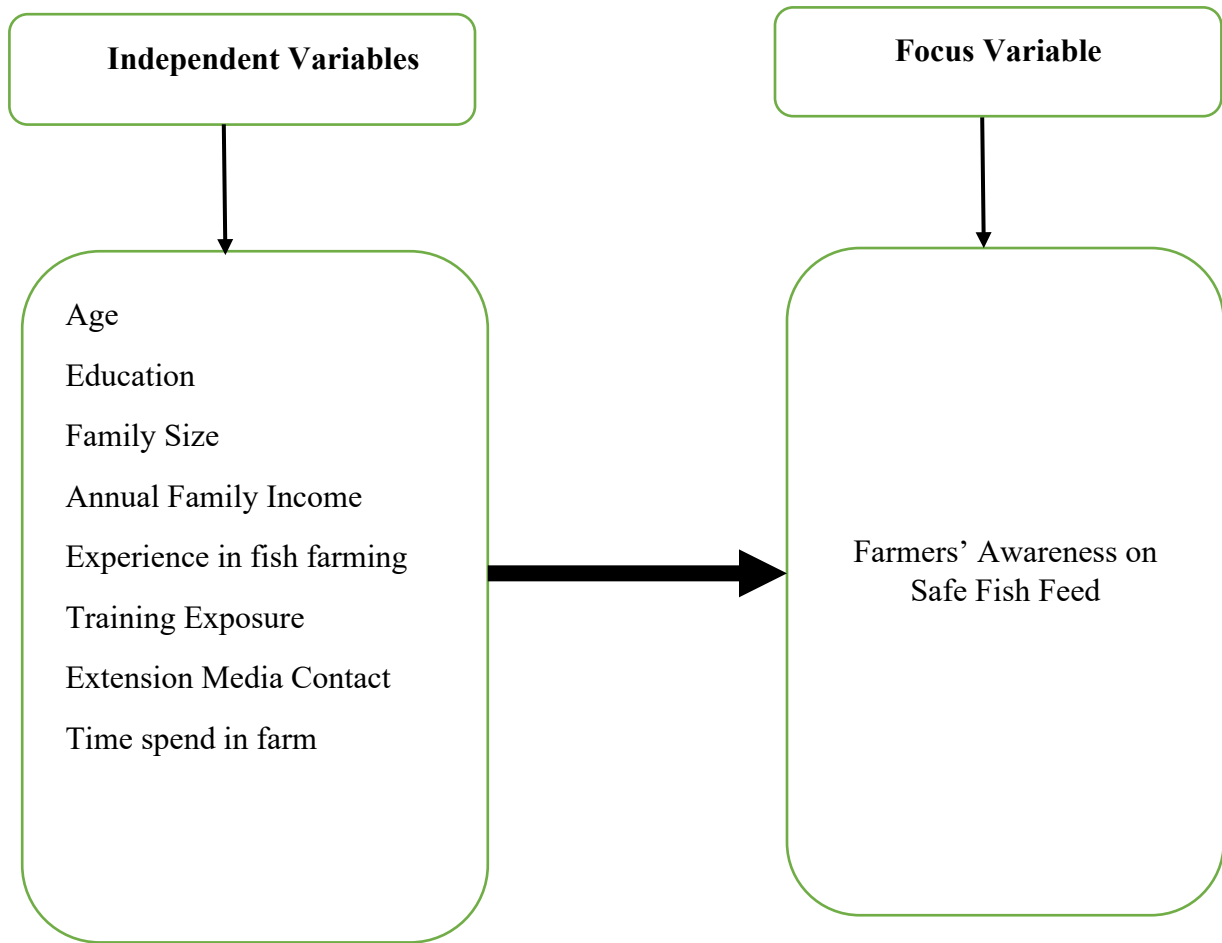 Independent Variables
Focus Variable
Age
Education
Family Size
Annual Family Income
Experience in fish farming
Training Exposure
Extension Media Contact
Time spend in farm
Farmers’ Awareness on
Safe Fish Feed